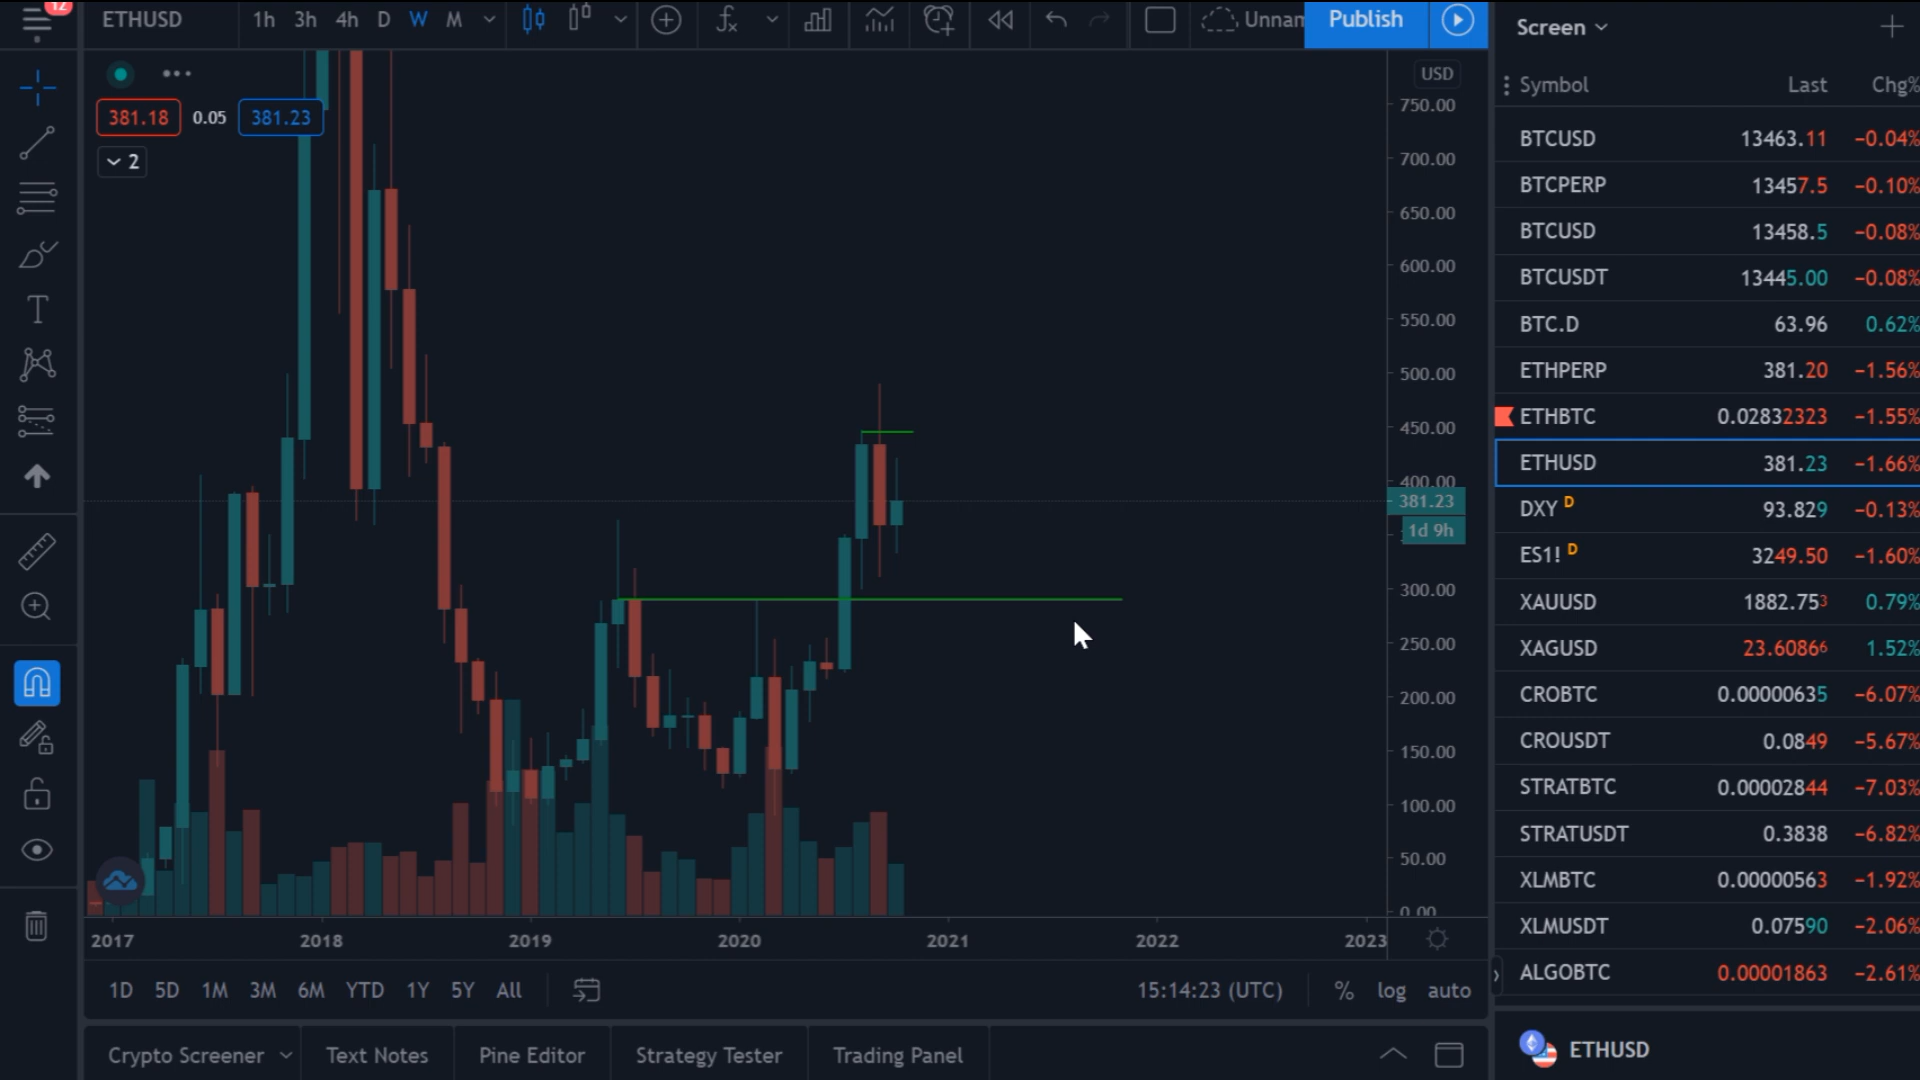 12
ETHUSD 1h 3h 4h D W M Unnam Publish
Screen
USD
381.18 0.05 381.23
2
750.00
700.00
650.00
600.00
550.00
500.00
450.00
400.00
381.23
1d 9h
300.00
250.00
200.00
150.00
100.00
50.00
0.00
2017 2018 2019 2020 2021 2022 2023
1D 5D 1M 3M 6M YTD 1Y 5Y All 15:14:23 (UTC) % log auto
Crypto Screener Text Notes Pine Editor Strategy Tester Trading Panel
Symbol Last Chg%
BTCUSD 13463.11 −0.04%
BTCPERP 13457.5 −0.10%
BTCUSD 13458.5 −0.08%
BTCUSDT 13445.00 −0.08%
BTC.D 63.96 0.62%
ETHPERP 381.20 −1.56%
ETHBTC 0.02832323 −1.55%
ETHUSD 381.23 −1.66%
DXY D 93.829 −0.13%
ES1! D 3249.50 −1.60%
XAUUSD 1882.753 0.79%
XAGUSD 23.60866 1.52%
CROBTC 0.00000635 −6.07%
CROUSDT 0.0849 −5.67%
STRATBTC 0.00002844 −7.03%
STRATUSDT 0.3838 −6.82%
XLMBTC 0.00000563 −1.92%
XLMUSDT 0.07590 −2.06%
ALGOBTC 0.00001863 −2.61%
ETHUSD